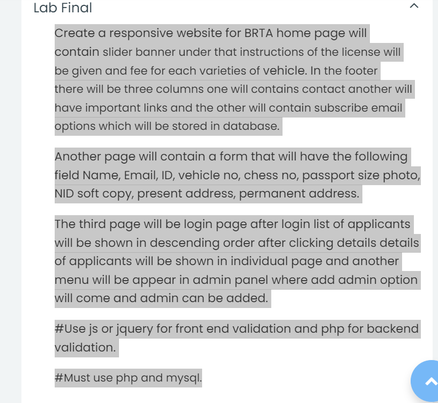 Lab Final
Create a responsive website for BRTA home page will
contain slider banner under that instructions of the license will
be given and fee for each varieties of vehicle. In the footer
there will be three columns one will contains contact another will
have important links and the other will contain subscribe email
options which will be stored in database.
Another page will contain a form that will have the following
field Name, Email, ID, vehicle no, chess no, passport size photo,
NID soft copy, present address, permanent address.
The third page will be login page after login list of applicants
will be shown in descending order after clicking details details
of applicants will be shown in individual page and another
menu will be appear in admin panel where add admin option
will come and admin can be added.
#Use js or jquery for front end validation and php for backend
validation.
#Must use php and mysql.